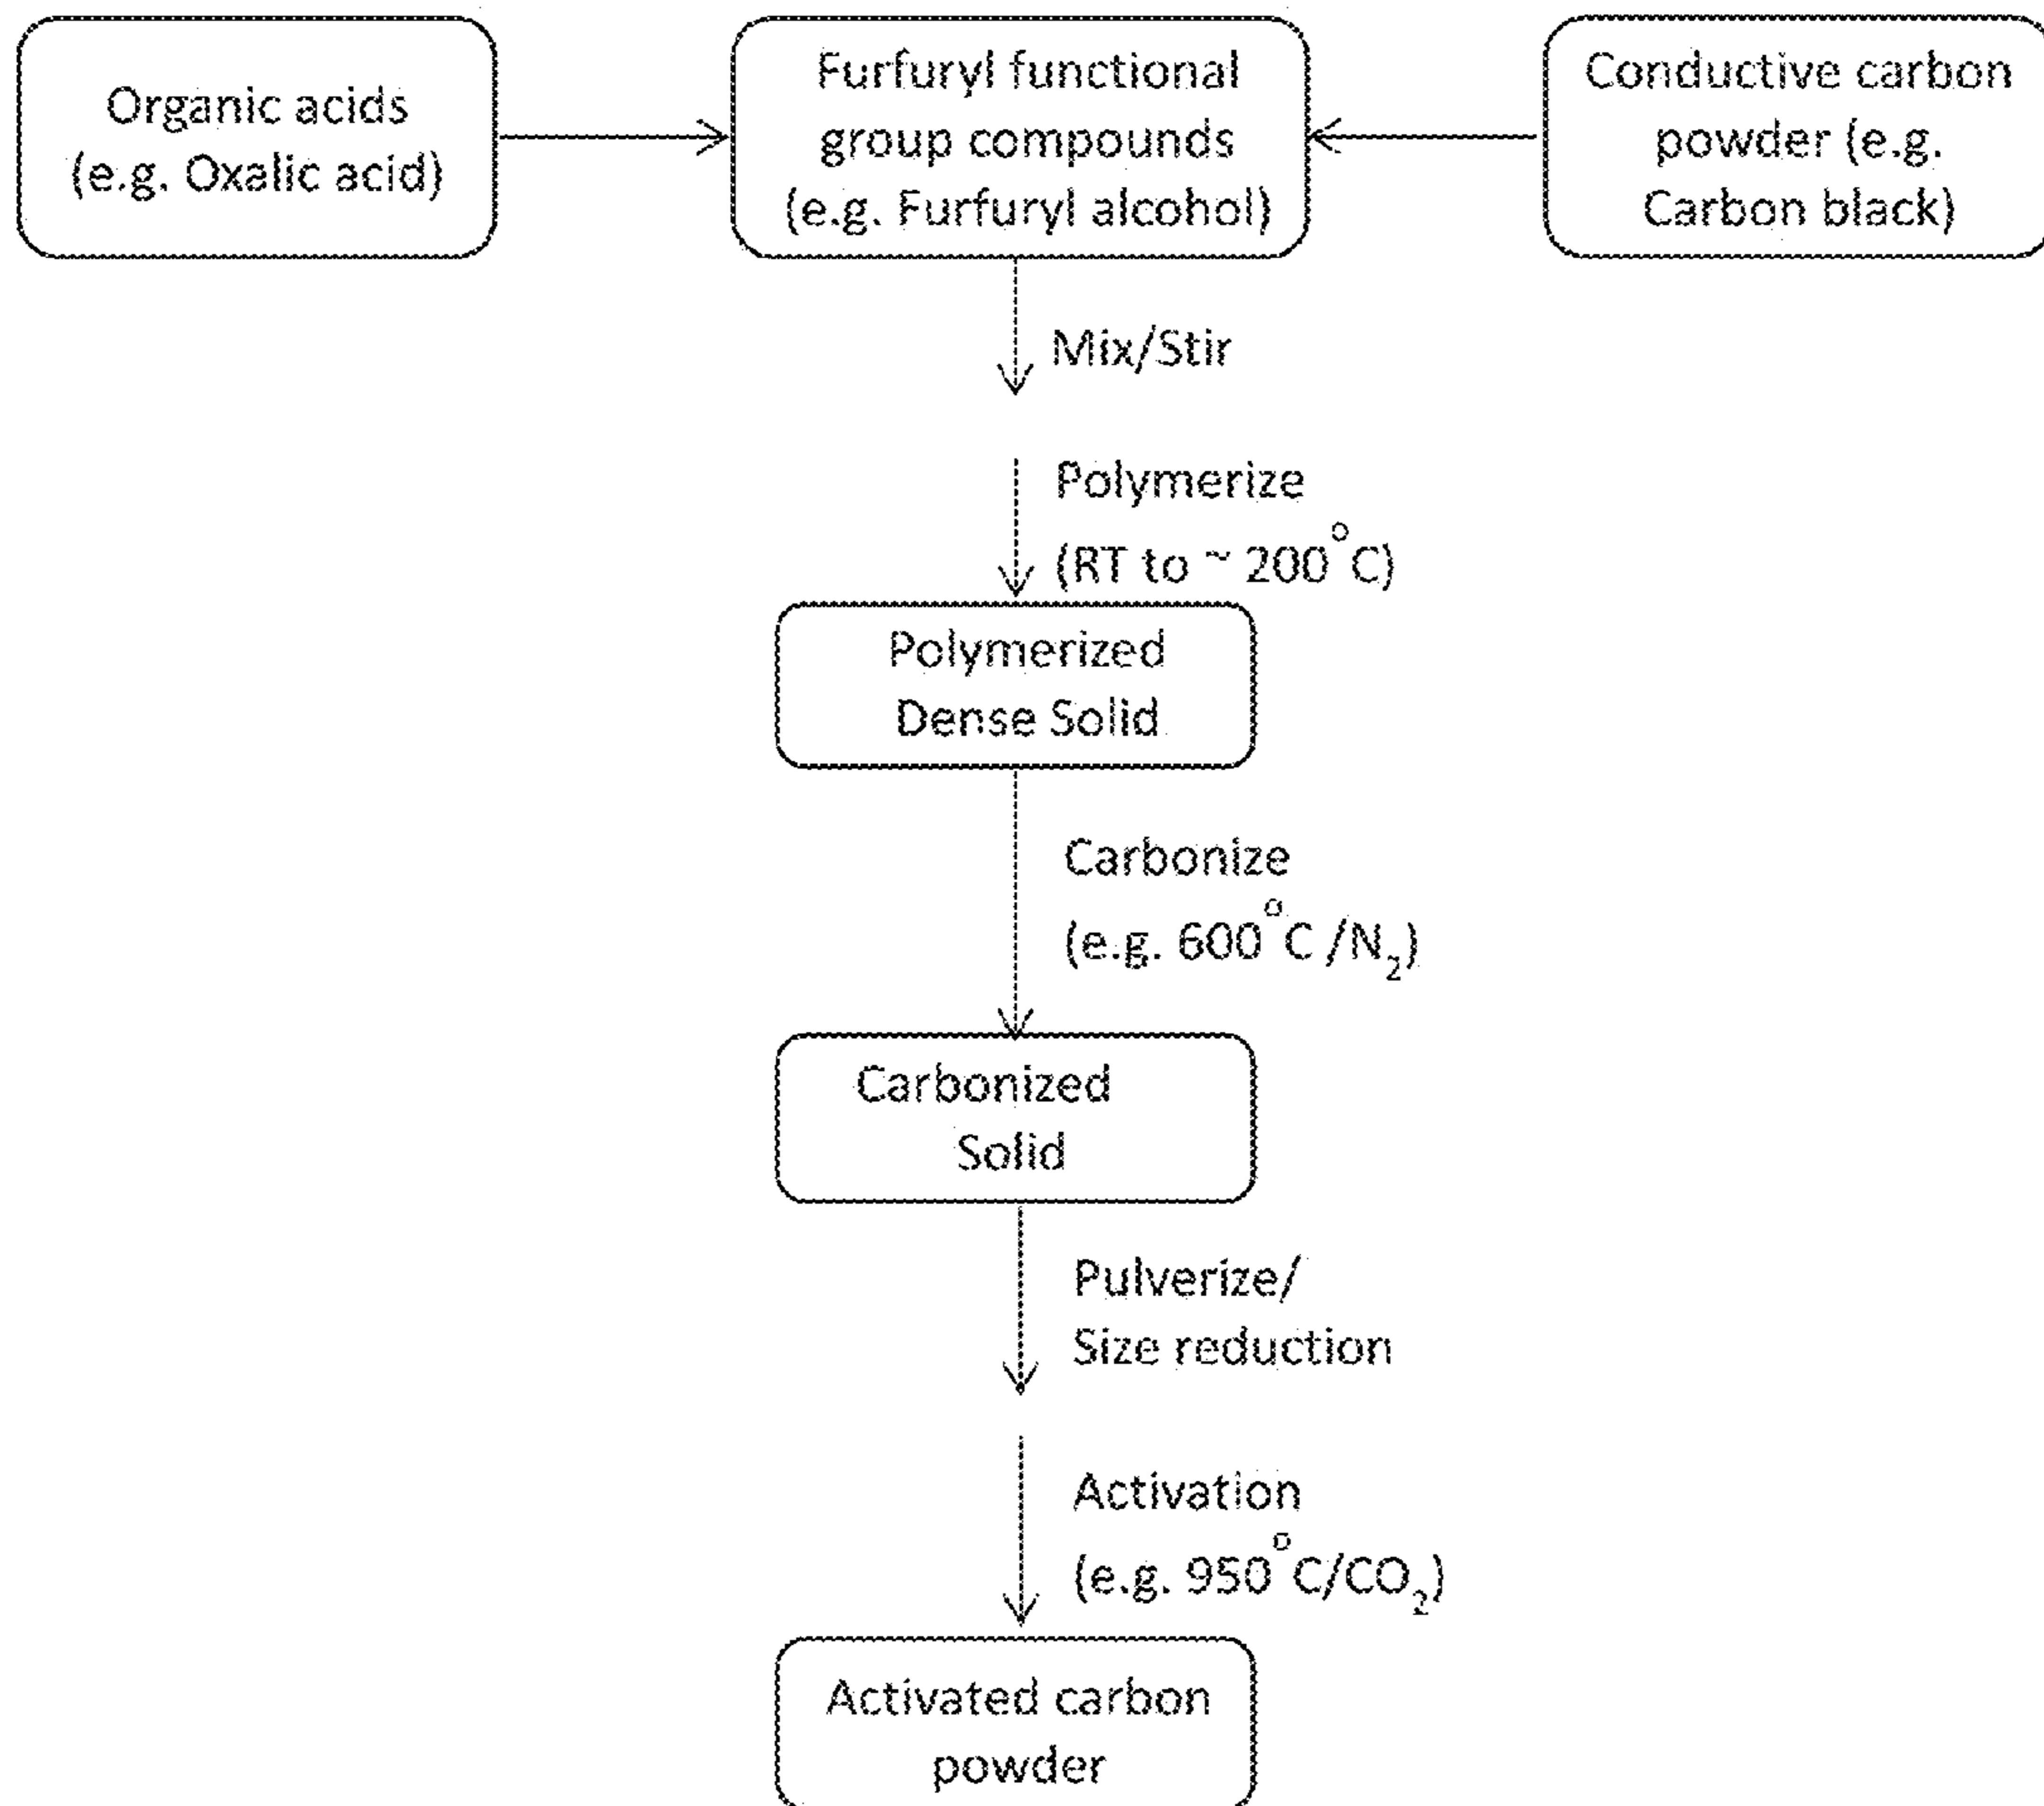 Organic acids
(e.g. Oxalic acid)
Furfuryl functional
group compounds
(e.g. Furfuryl alcohol)
Conductive carbon
powder (e.g.
Carbon black)
Mix/Stir
Polymerize
(RT to ~ 200°C)
Polymerized
Dense Solid
Carbonize
(e.g. 600°C /N₂)
Carbonized
Solid
Pulverize/
Size reduction
Activation
(e.g. 950°C/CO₂)
Activated carbon
powder